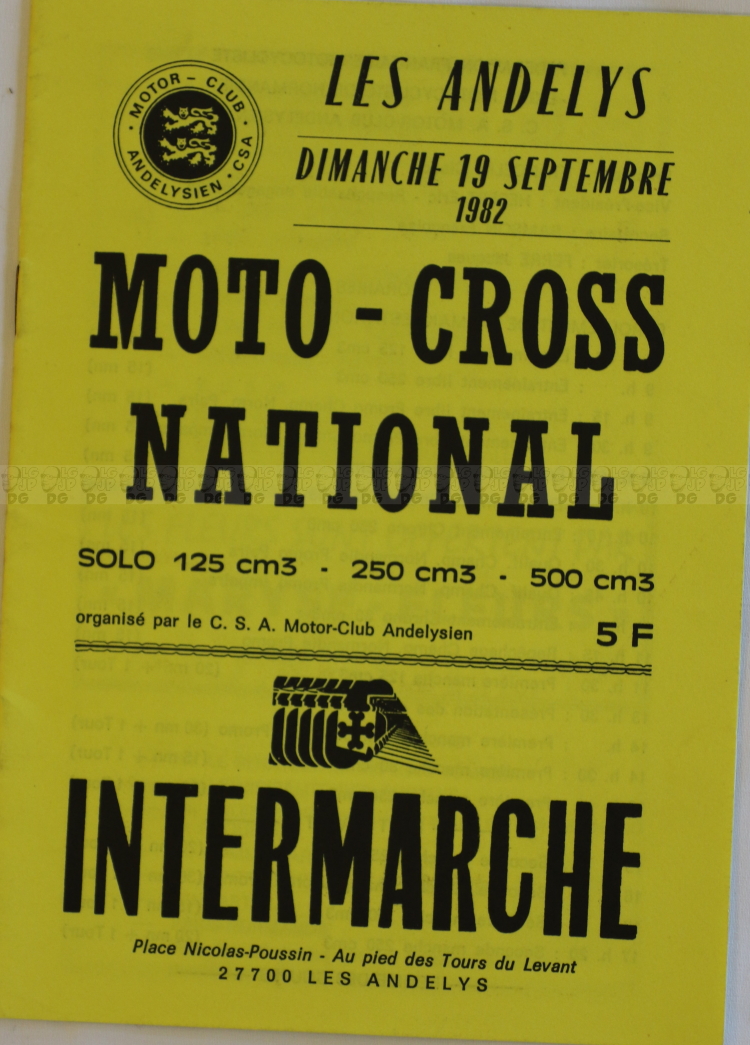 MOTOR - CLUB
ANDELYSIEN · CSA ·
LES ANDELYS
DIMANCHE 19 SEPTEMBRE
1982
MOTO - CROSS
NATIONAL
SOLO 125 cm3 - 250 cm3 - 500 cm3
organisé par le C. S. A. Motor-Club Andelysien
5 F
INTERMARCHE
Place Nicolas-Poussin - Au pied des Tours du Levant
27700 LES ANDELYS